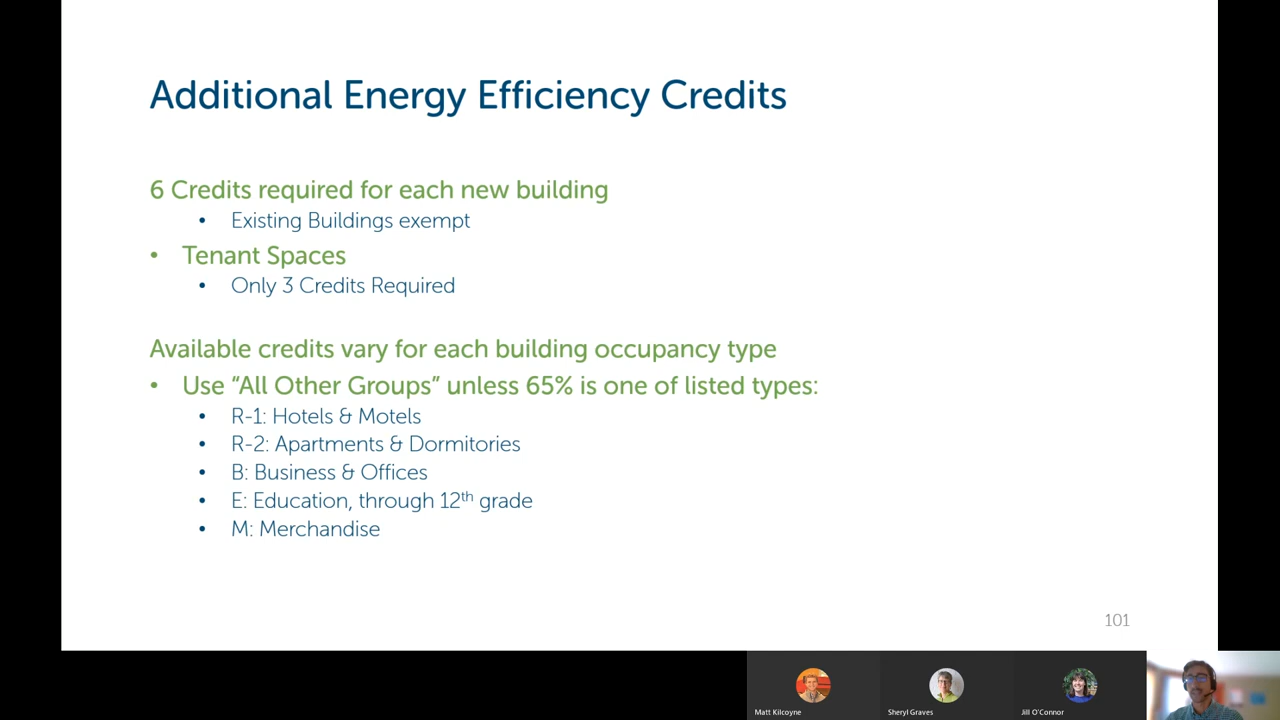 Additional Energy Efficiency Credits
6 Credits required for each new building
• Existing Buildings exempt
• Tenant Spaces
• Only 3 Credits Required
Available credits vary for each building occupancy type
• Use “All Other Groups” unless 65% is one of listed types:
• R-1: Hotels & Motels
• R-2: Apartments & Dormitories
• B: Business & Offices
• E: Education, through 12th grade
• M: Merchandise
101
Matt Kilcoyne
Sheryl Graves
Jill O'Connor